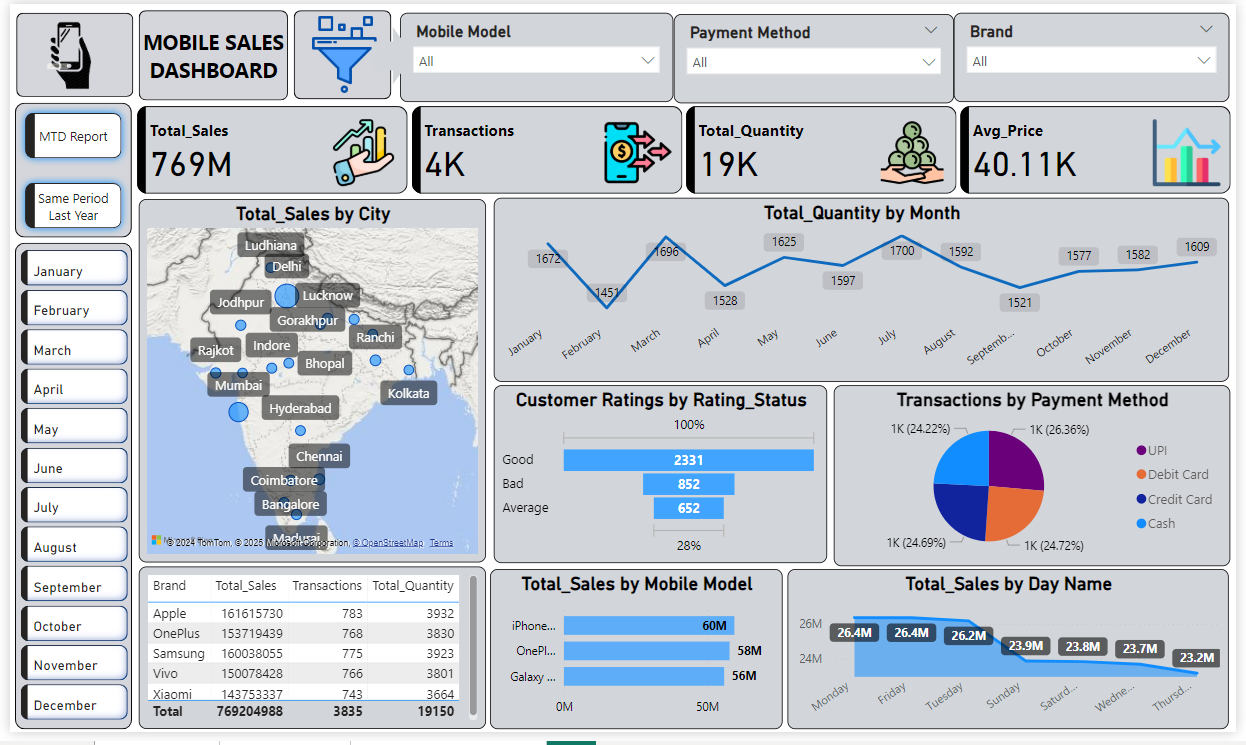 MOBILE SALES
DASHBOARD
Mobile Model
All
Payment Method
All
Brand
All
MTD Report
Same Period
Last Year
Total_Sales
769M
Transactions
4K
Total_Quantity
19K
Avg_Price
40.11K
January
February
March
April
May
June
July
August
September
October
November
December
Total_Sales by City
Ludhiana
Delhi
Jodhpur
Lucknow
Gorakhpur
Ranchi
Rajkot
Indore
Bhopal
Mumbai
Kolkata
Hyderabad
Chennai
Coimbatore
Bangalore
Madurai
© 2024 TomTom, © 2025 Microsoft Corporation, © OpenStreetMap Terms
Total_Quantity by Month
1672
1451
1696
1528
1625
1597
1700
1592
1521
1577
1582
1609
January
February
March
April
May
June
July
August
Septemb...
October
November
December
Customer Ratings by Rating_Status
100%
Good 2331
Bad 852
Average 652
28%
Transactions by Payment Method
1K (24.22%)
1K (26.36%)
1K (24.69%)
1K (24.72%)
UPI
Debit Card
Credit Card
Cash
Brand Total_Sales Transactions Total_Quantity
Apple 161615730 783 3932
OnePlus 153719439 768 3830
Samsung 160038055 775 3923
Vivo 150078428 766 3801
Xiaomi 143753337 743 3664
Total 769204988 3835 19150
Total_Sales by Mobile Model
iPhone... 60M
OnePl... 58M
Galaxy ... 56M
0M 50M
Total_Sales by Day Name
26M
24M
26.4M
26.4M
26.2M
23.9M
23.8M
23.7M
23.2M
Monday
Friday
Tuesday
Sunday
Saturd...
Wedne...
Thursd...